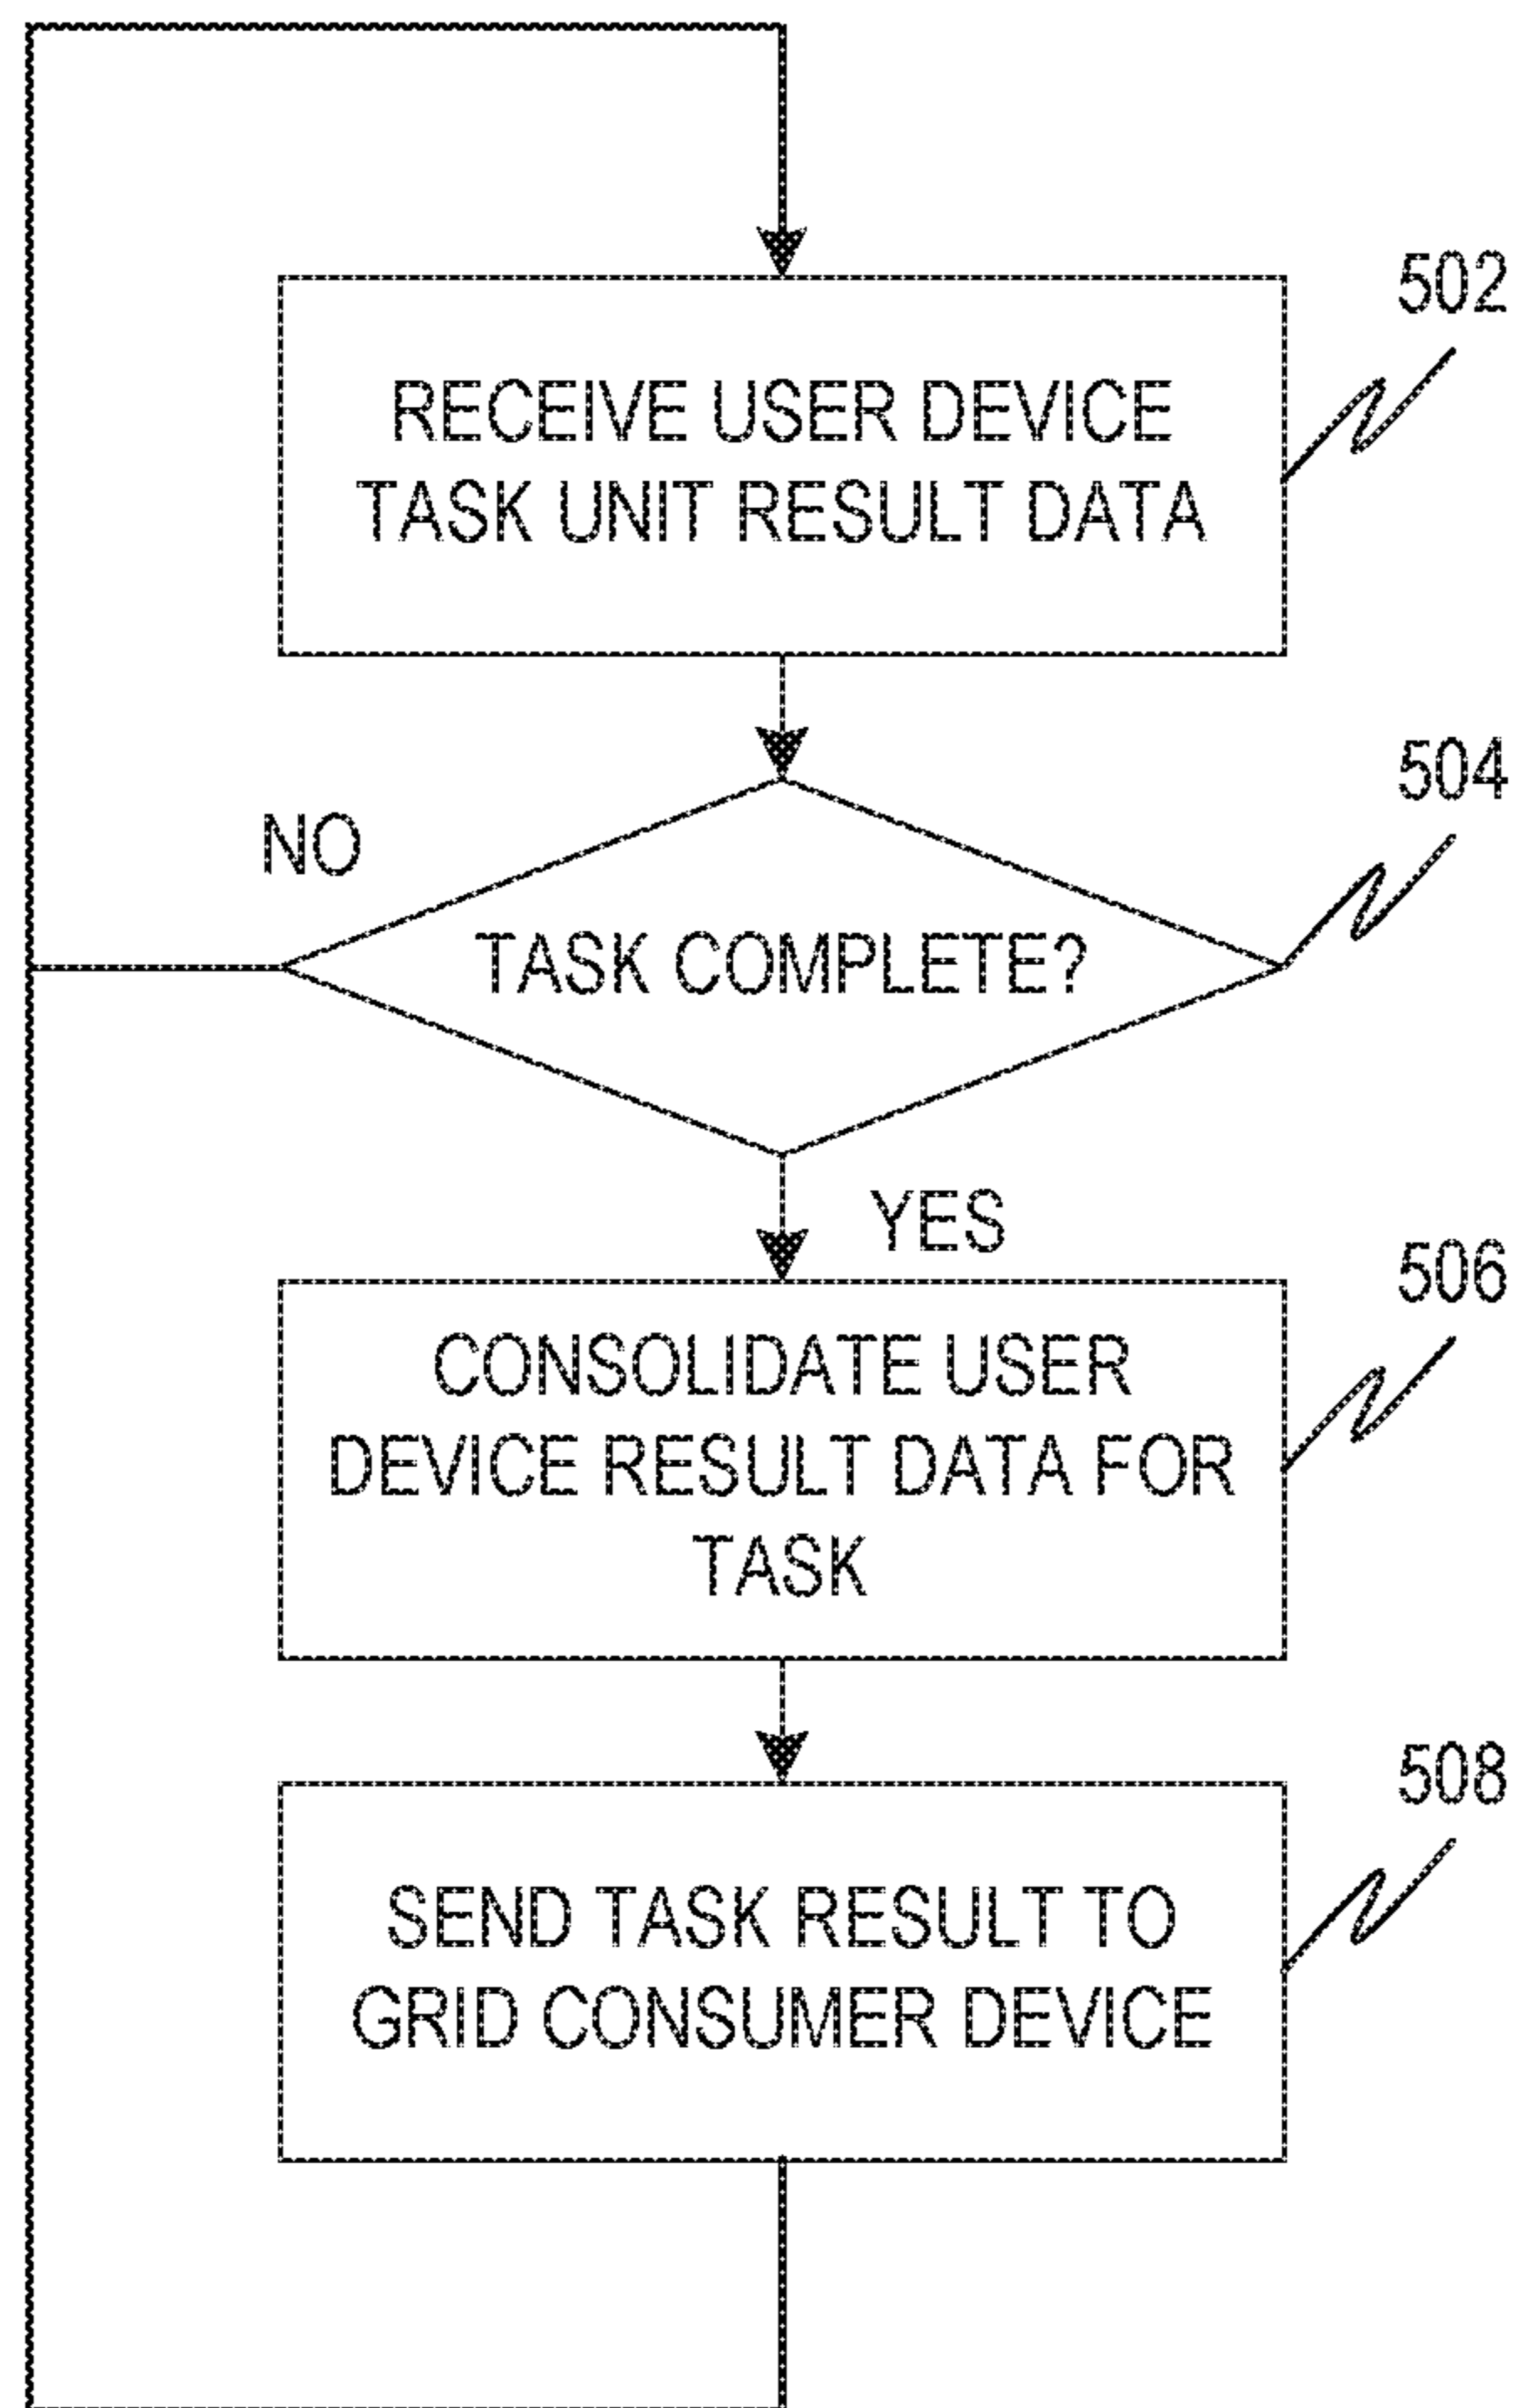 502
RECEIVE USER DEVICE
TASK UNIT RESULT DATA
504
NO
TASK COMPLETE?
YES
506
CONSOLIDATE USER
DEVICE RESULT DATA FOR
TASK
508
SEND TASK RESULT TO
GRID CONSUMER DEVICE